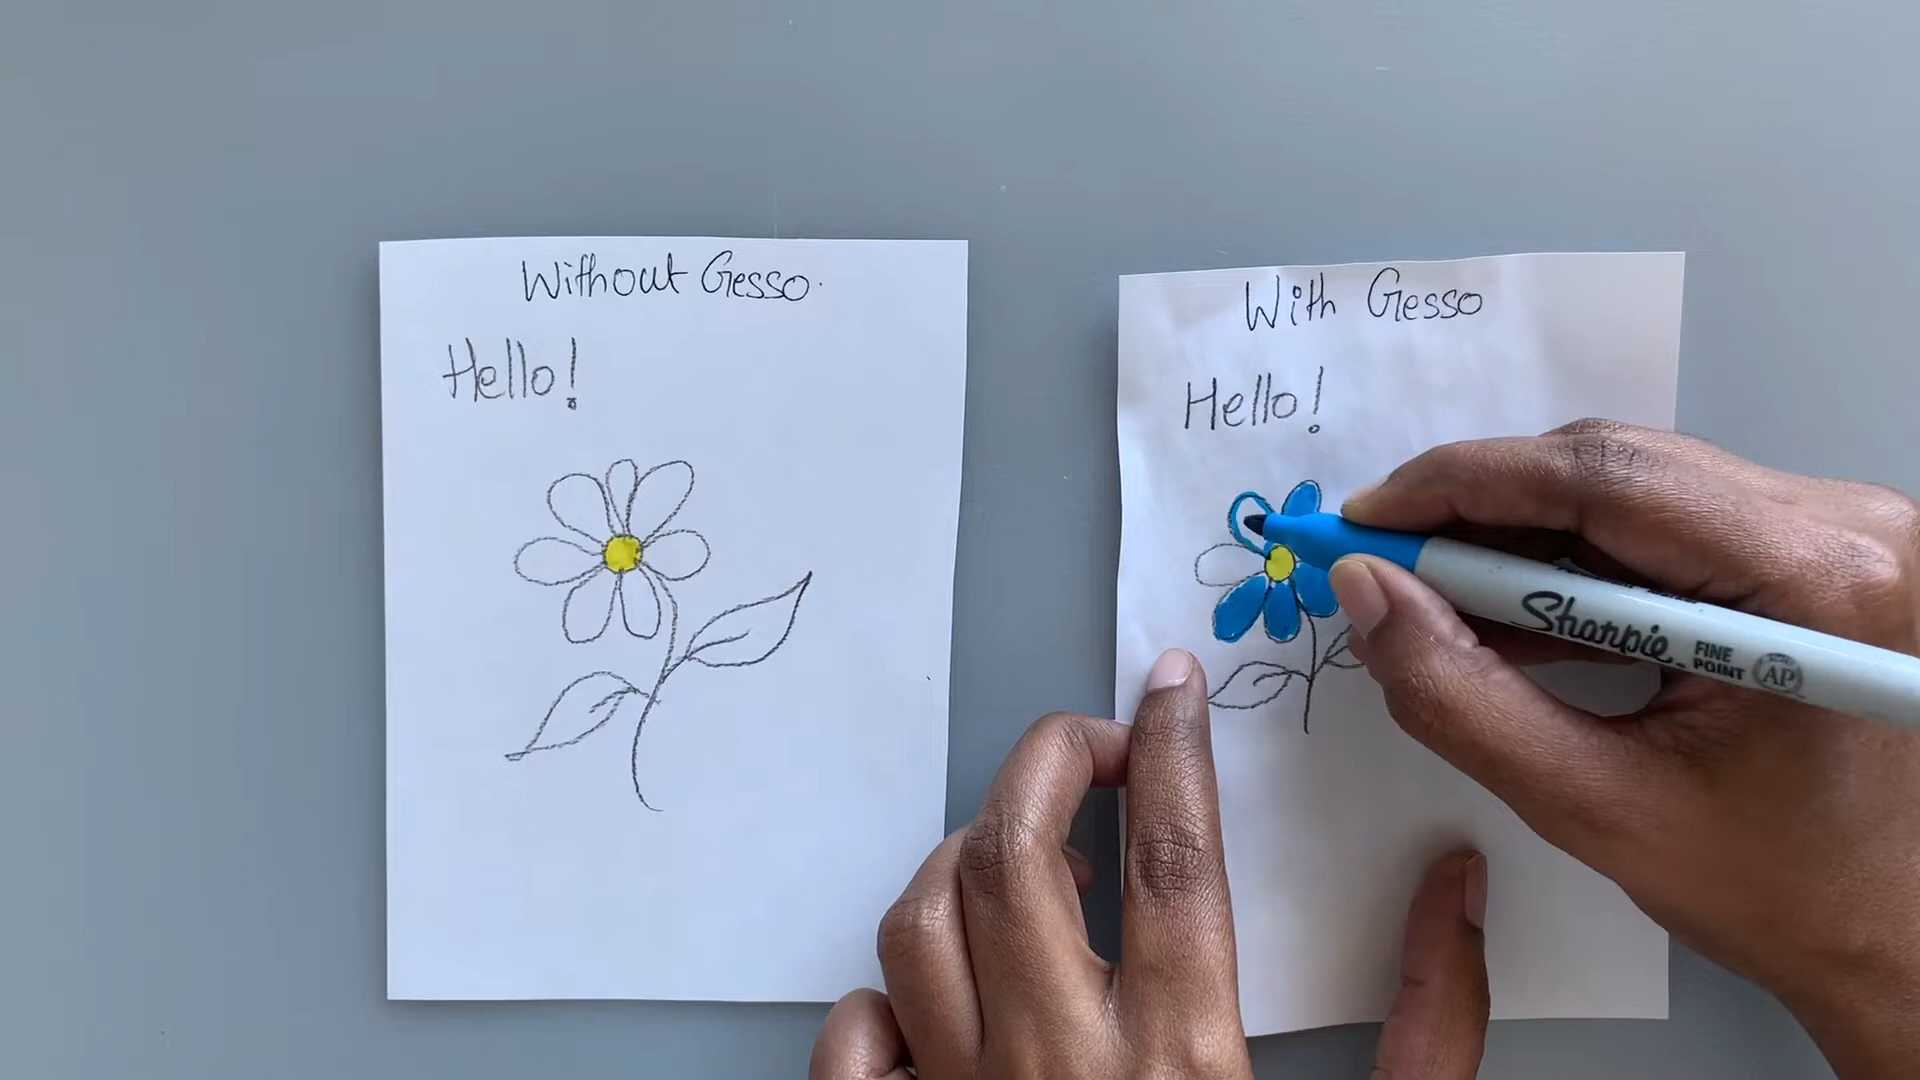 Without Gesso.
Hello!
With Gesso
Hello!
Sharpie
FINE
POINT
AP